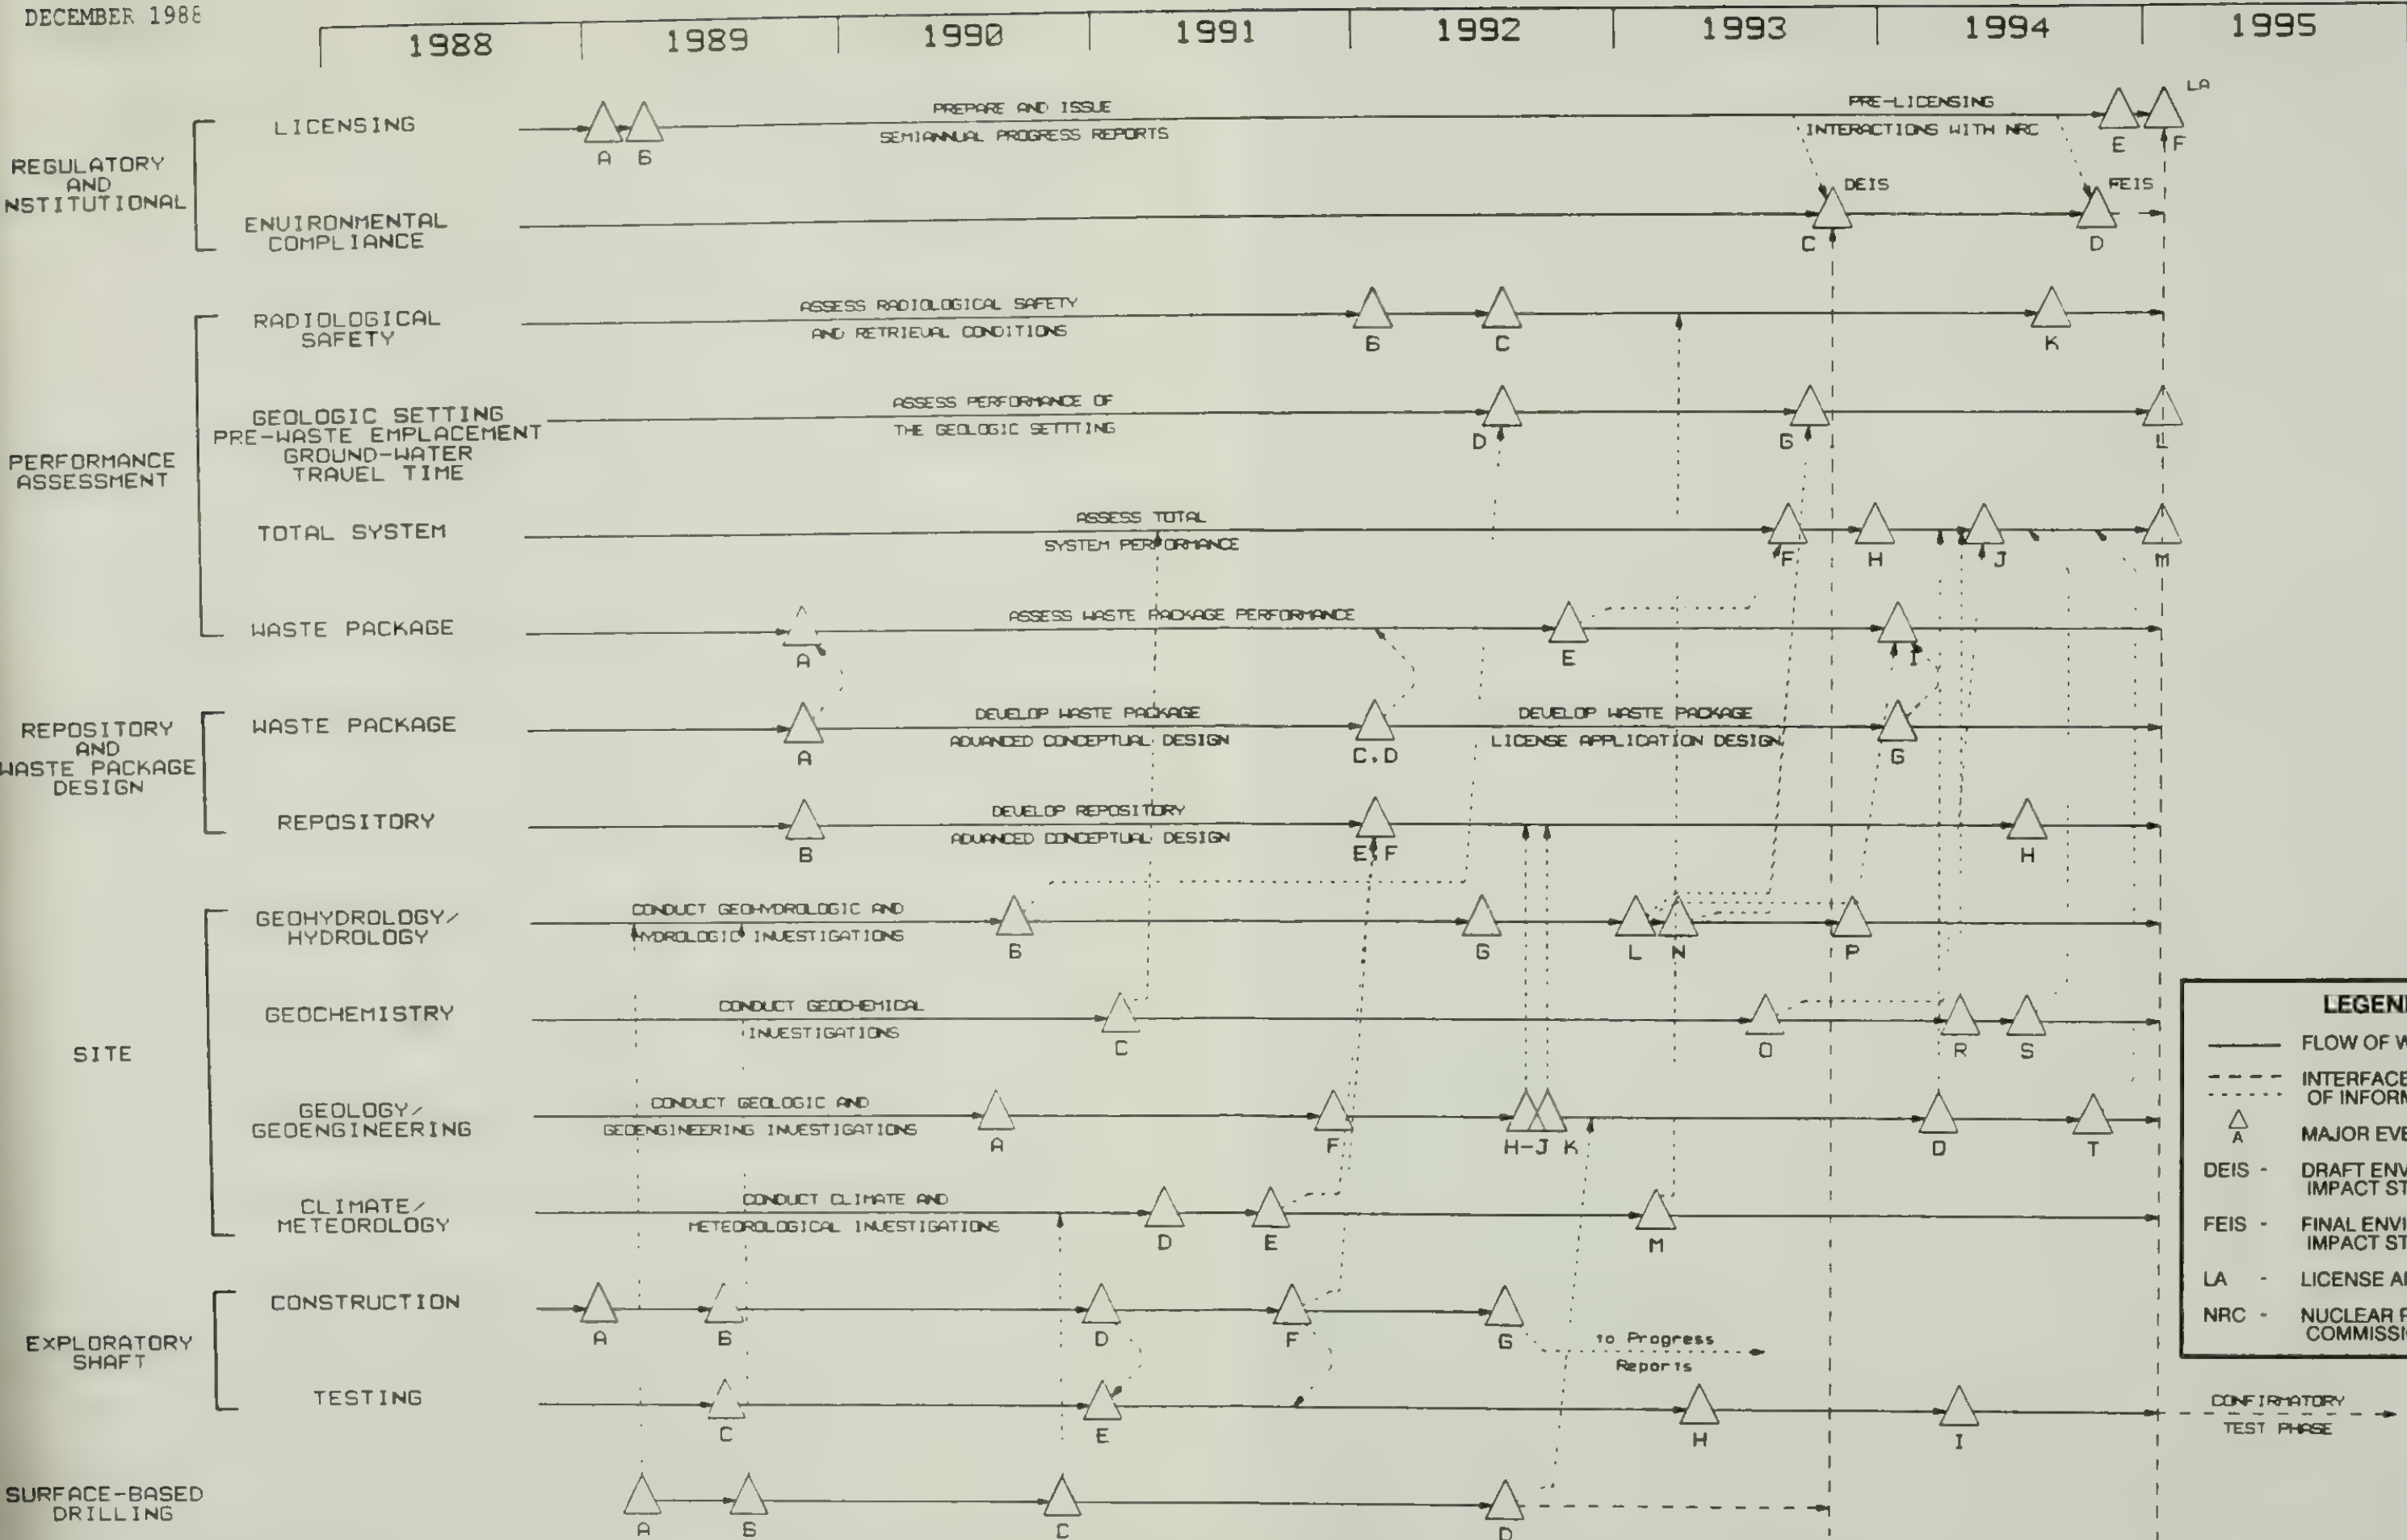 DECEMBER 1988
1988 1989 1990 1991 1992 1993 1994 1995
REGULATORY
AND
NSTITUTIONAL
LICENSING
A B
PREPARE AND ISSUE
SEMIANNUAL PROGRESS REPORTS
PRE-LICENSING
INTERACTIONS WITH NRC
E F
LA
ENVIRONMENTAL
COMPLIANCE
DEIS
C
FEIS
D
PERFORMANCE
ASSESSMENT
RADIOLOGICAL
SAFETY
ASSESS RADIOLOGICAL SAFETY
AND RETRIEVAL CONDITIONS
B C K
GEOLOGIC SETTING
PRE-WASTE EMPLACEMENT
GROUND-WATER
TRAVEL TIME
ASSESS PERFORMANCE OF
THE GEOLOGIC SETTTING
D G L
TOTAL SYSTEM
ASSESS TOTAL
SYSTEM PERFORMANCE
F H J M
WASTE PACKAGE
ASSESS WASTE PACKAGE PERFORMANCE
A E I
REPOSITORY
AND
WASTE PACKAGE
DESIGN
WASTE PACKAGE
DEVELOP WASTE PACKAGE
ADVANCED CONCEPTUAL DESIGN
DEVELOP WASTE PACKAGE
LICENSE APPLICATION DESIGN
A C,D G
REPOSITORY
DEVELOP REPOSITORY
ADVANCED CONCEPTUAL DESIGN
B E,F H
SITE
GEOHYDROLOGY/
HYDROLOGY
CONDUCT GEOHYDROLOGIC AND
HYDROLOGIC INVESTIGATIONS
B G L N P
GEOCHEMISTRY
CONDUCT GEOCHEMICAL
INVESTIGATIONS
C O R S
GEOLOGY/
GEOENGINEERING
CONDUCT GEOLOGIC AND
GEOENGINEERING INVESTIGATIONS
A F H-J K Q T
CLIMATE/
METEOROLOGY
CONDUCT CLIMATE AND
METEOROLOGICAL INVESTIGATIONS
D E M
EXPLORATORY
SHAFT
CONSTRUCTION
A B D F G
to Progress
Reports
TESTING
C E H I
CONFIRMATORY
TEST PHASE
SURFACE-BASED
DRILLING
A B C D
LEGEN
FLOW OF W
INTERFACE
OF INFORM
A
MAJOR EVE
DEIS - DRAFT ENV
IMPACT ST
FEIS - FINAL ENVI
IMPACT ST
LA - LICENSE A
NRC - NUCLEAR
COMMISSI